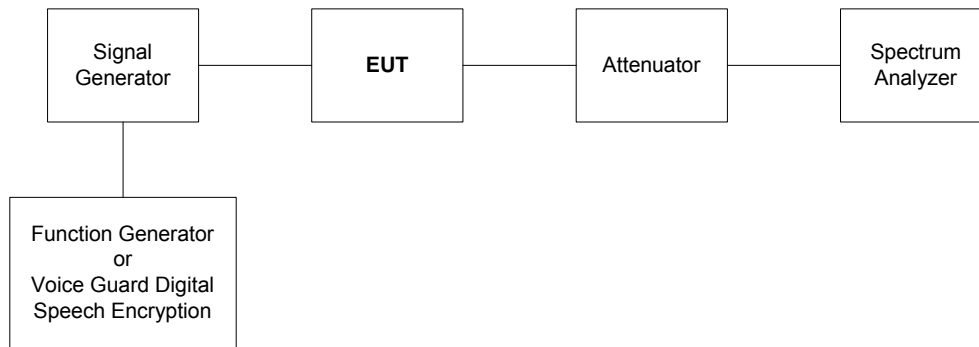 Signal
Generator
EUT
Attenuator
Spectrum
Analyzer
Function Generator
or
Voice Guard Digital
Speech Encryption